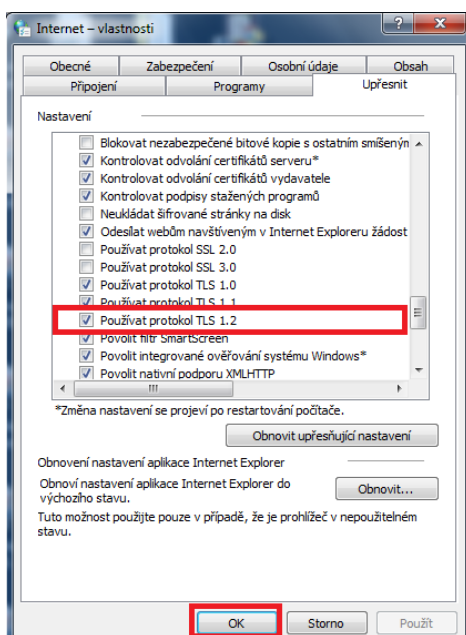 Internet – vlastnosti
Obecné Zabezpečení Osobní údaje Obsah
Připojení Programy Upřesnit
Nastavení
Blokovat nezabezpečené bitové kopie s ostatním smíšeným
Kontrolovat odvolání certifikátů serveru*
Kontrolovat odvolání certifikátů vydavatele
Kontrolovat podpisy stažených programů
Neukládat šifrované stránky na disk
Odesílat webům navštíveným v Internet Exploreru žádost
Používat protokol SSL 2.0
Používat protokol SSL 3.0
Používat protokol TLS 1.0
Používat protokol TLS 1.1
Používat protokol TLS 1.2
Povolit filtr SmartScreen
Povolit integrované ověřování systému Windows*
Povolit nativní podporu XMLHTTP
*Změna nastavení se projeví po restartování počítače.
Obnovit upřesňující nastavení
Obnovení nastavení aplikace Internet Explorer
Obnoví nastavení aplikace Internet Explorer do
výchozího stavu.
Obnovit...
Tuto možnost použijte pouze v případě, že je prohlížeč v nepoužitelném
stavu.
OK Storno Použít